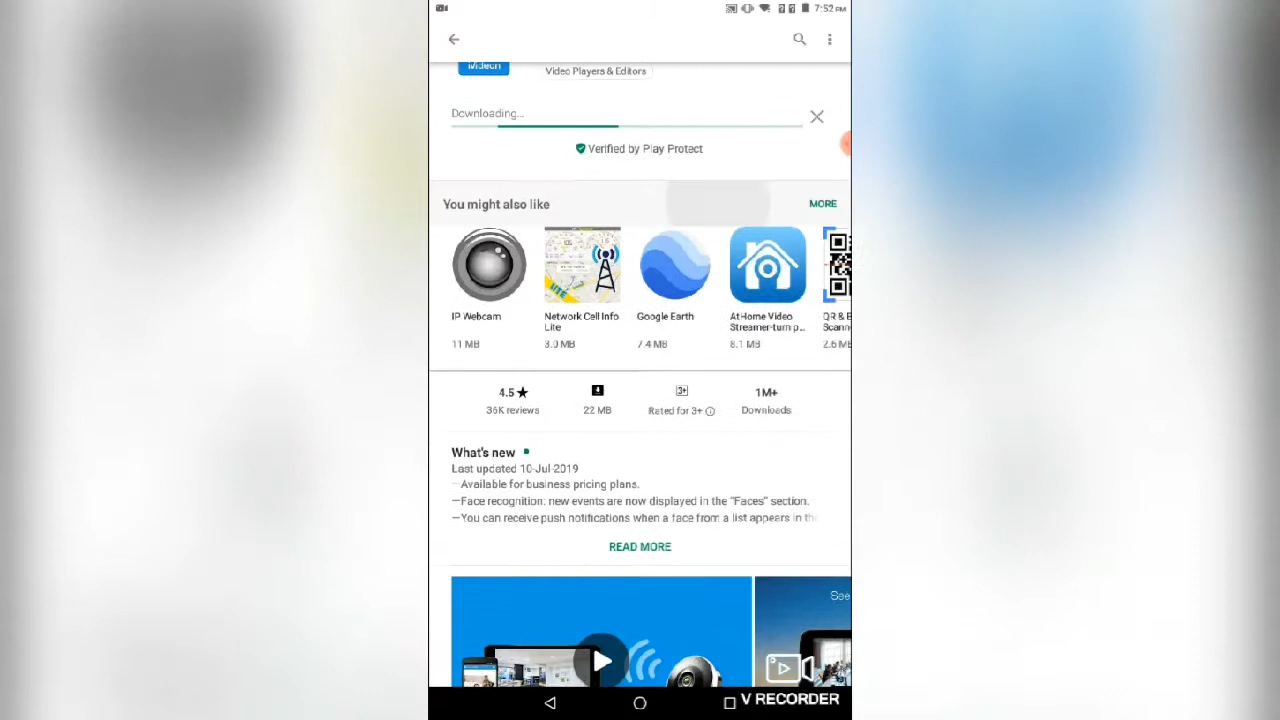 7:52 PM
Video Players & Editors
Downloading...
Verified by Play Protect
You might also like
MORE
IP Webcam
11 MB
Network Cell Info
Lite
3.0 MB
Google Earth
7.4 MB
AtHome Video
Streamer-turn p...
8.1 MB
QR & B
Scann
2.6 MB
4.5★
36K reviews
22 MB
3+
Rated for 3+
1M+
Downloads
What's new
Last updated 10-Jul-2019
—Available for business pricing plans.
—Face recognition: new events are now displayed in the "Faces" section.
—You can receive push notifications when a face from a list appears in the
READ MORE
See
V RECORDER